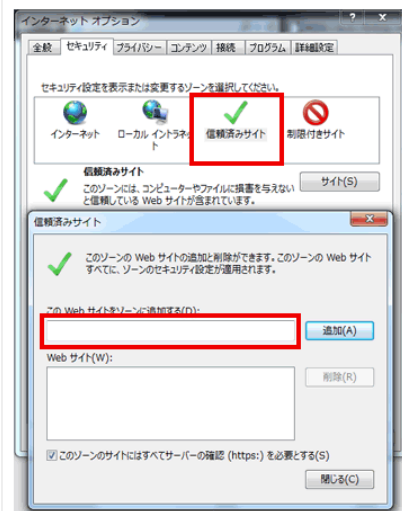 インターネット オプション
全般 セキュリティ プライバシー コンテンツ 接続 プログラム 詳細設定
セキュリティ設定を表示または変更するゾーンを選択してください。
インターネット ローカル イントラネット 信頼済みサイト 制限付きサイト
信頼済みサイト
このゾーンには、コンピューターやファイルに損害を与えない
と信頼している Web サイトが含まれています。
サイト(S)
信頼済みサイト
このゾーンの Web サイトの追加と削除ができます。このゾーンの Web サイト
すべてに、ゾーンのセキュリティ設定が適用されます。
この Web サイトをゾーンに追加する(D):
追加(A)
Web サイト(W):
削除(R)
このゾーンのサイトにはすべてサーバーの確認 (https:) を必要とする(S)
閉じる(C)